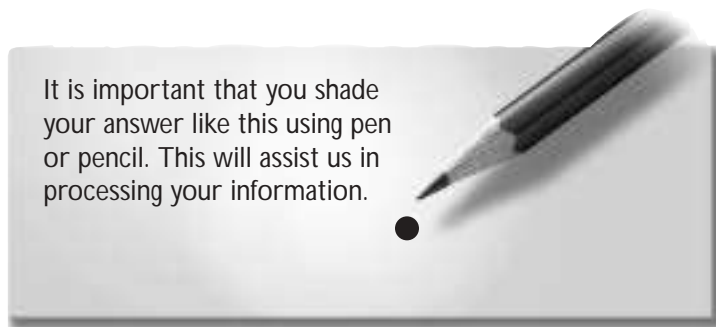 It is important that you shade
your answer like this using pen
or pencil. This will assist us in
processing your information.